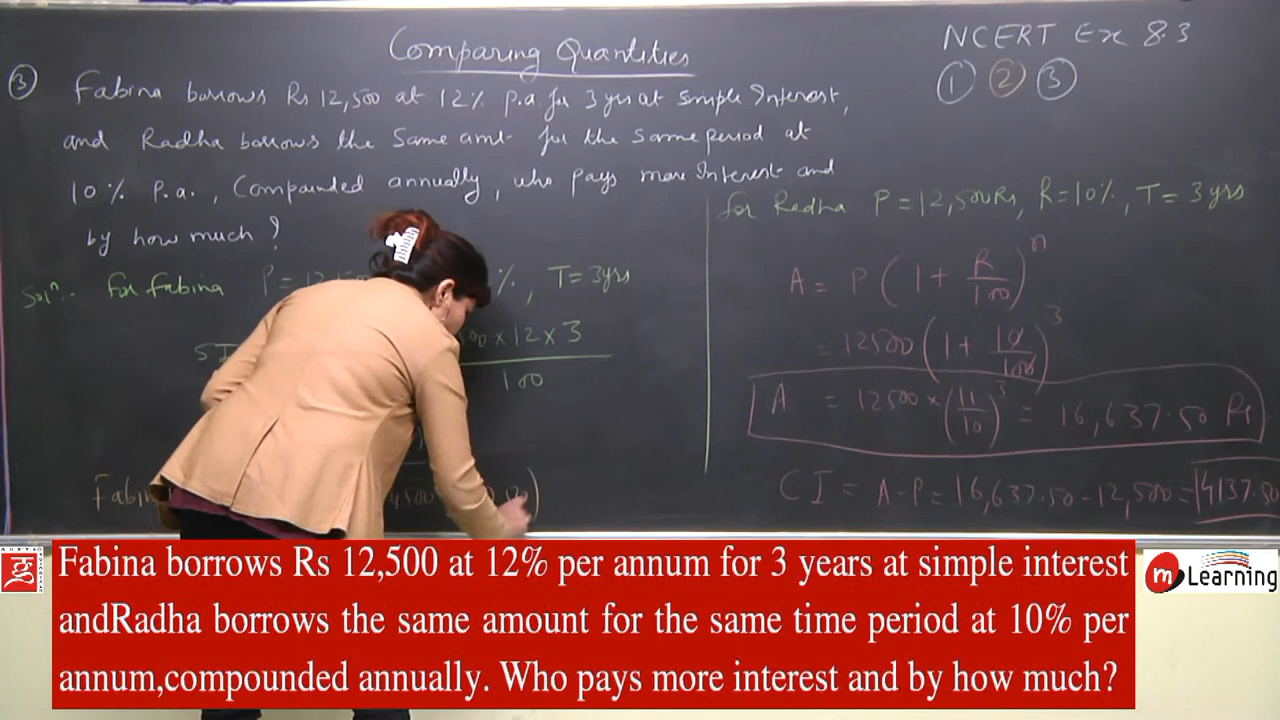 Comparing Quantities
NCERT Ex 8.3
1 2 3
3 Fabina borrows Rs 12,500 at 12% p.a. for 3 yrs at simple Interest,
and Radha borrows the same amt for the same period at
10% P.a., Compounded annually, who pays more Interest and
by how much?
Soln:- For Fabina P = %, T = 3yrs
SI 500 × 12 × 3
100
Fabin 4500
for Radha P = 12,500Rs, R = 10%, T = 3 yrs
A = P (1 + R/100)^n
= 12500 (1 + 10/100)^3
A = 12500 × (11/10)^3 = 16,637.50 Rs
CI = A - P = 16,637.50 - 12,500 = 4137.50
Fabina borrows Rs 12,500 at 12% per annum for 3 years at simple interest
andRadha borrows the same amount for the same time period at 10% per
annum,compounded annually. Who pays more interest and by how much?
m Learning